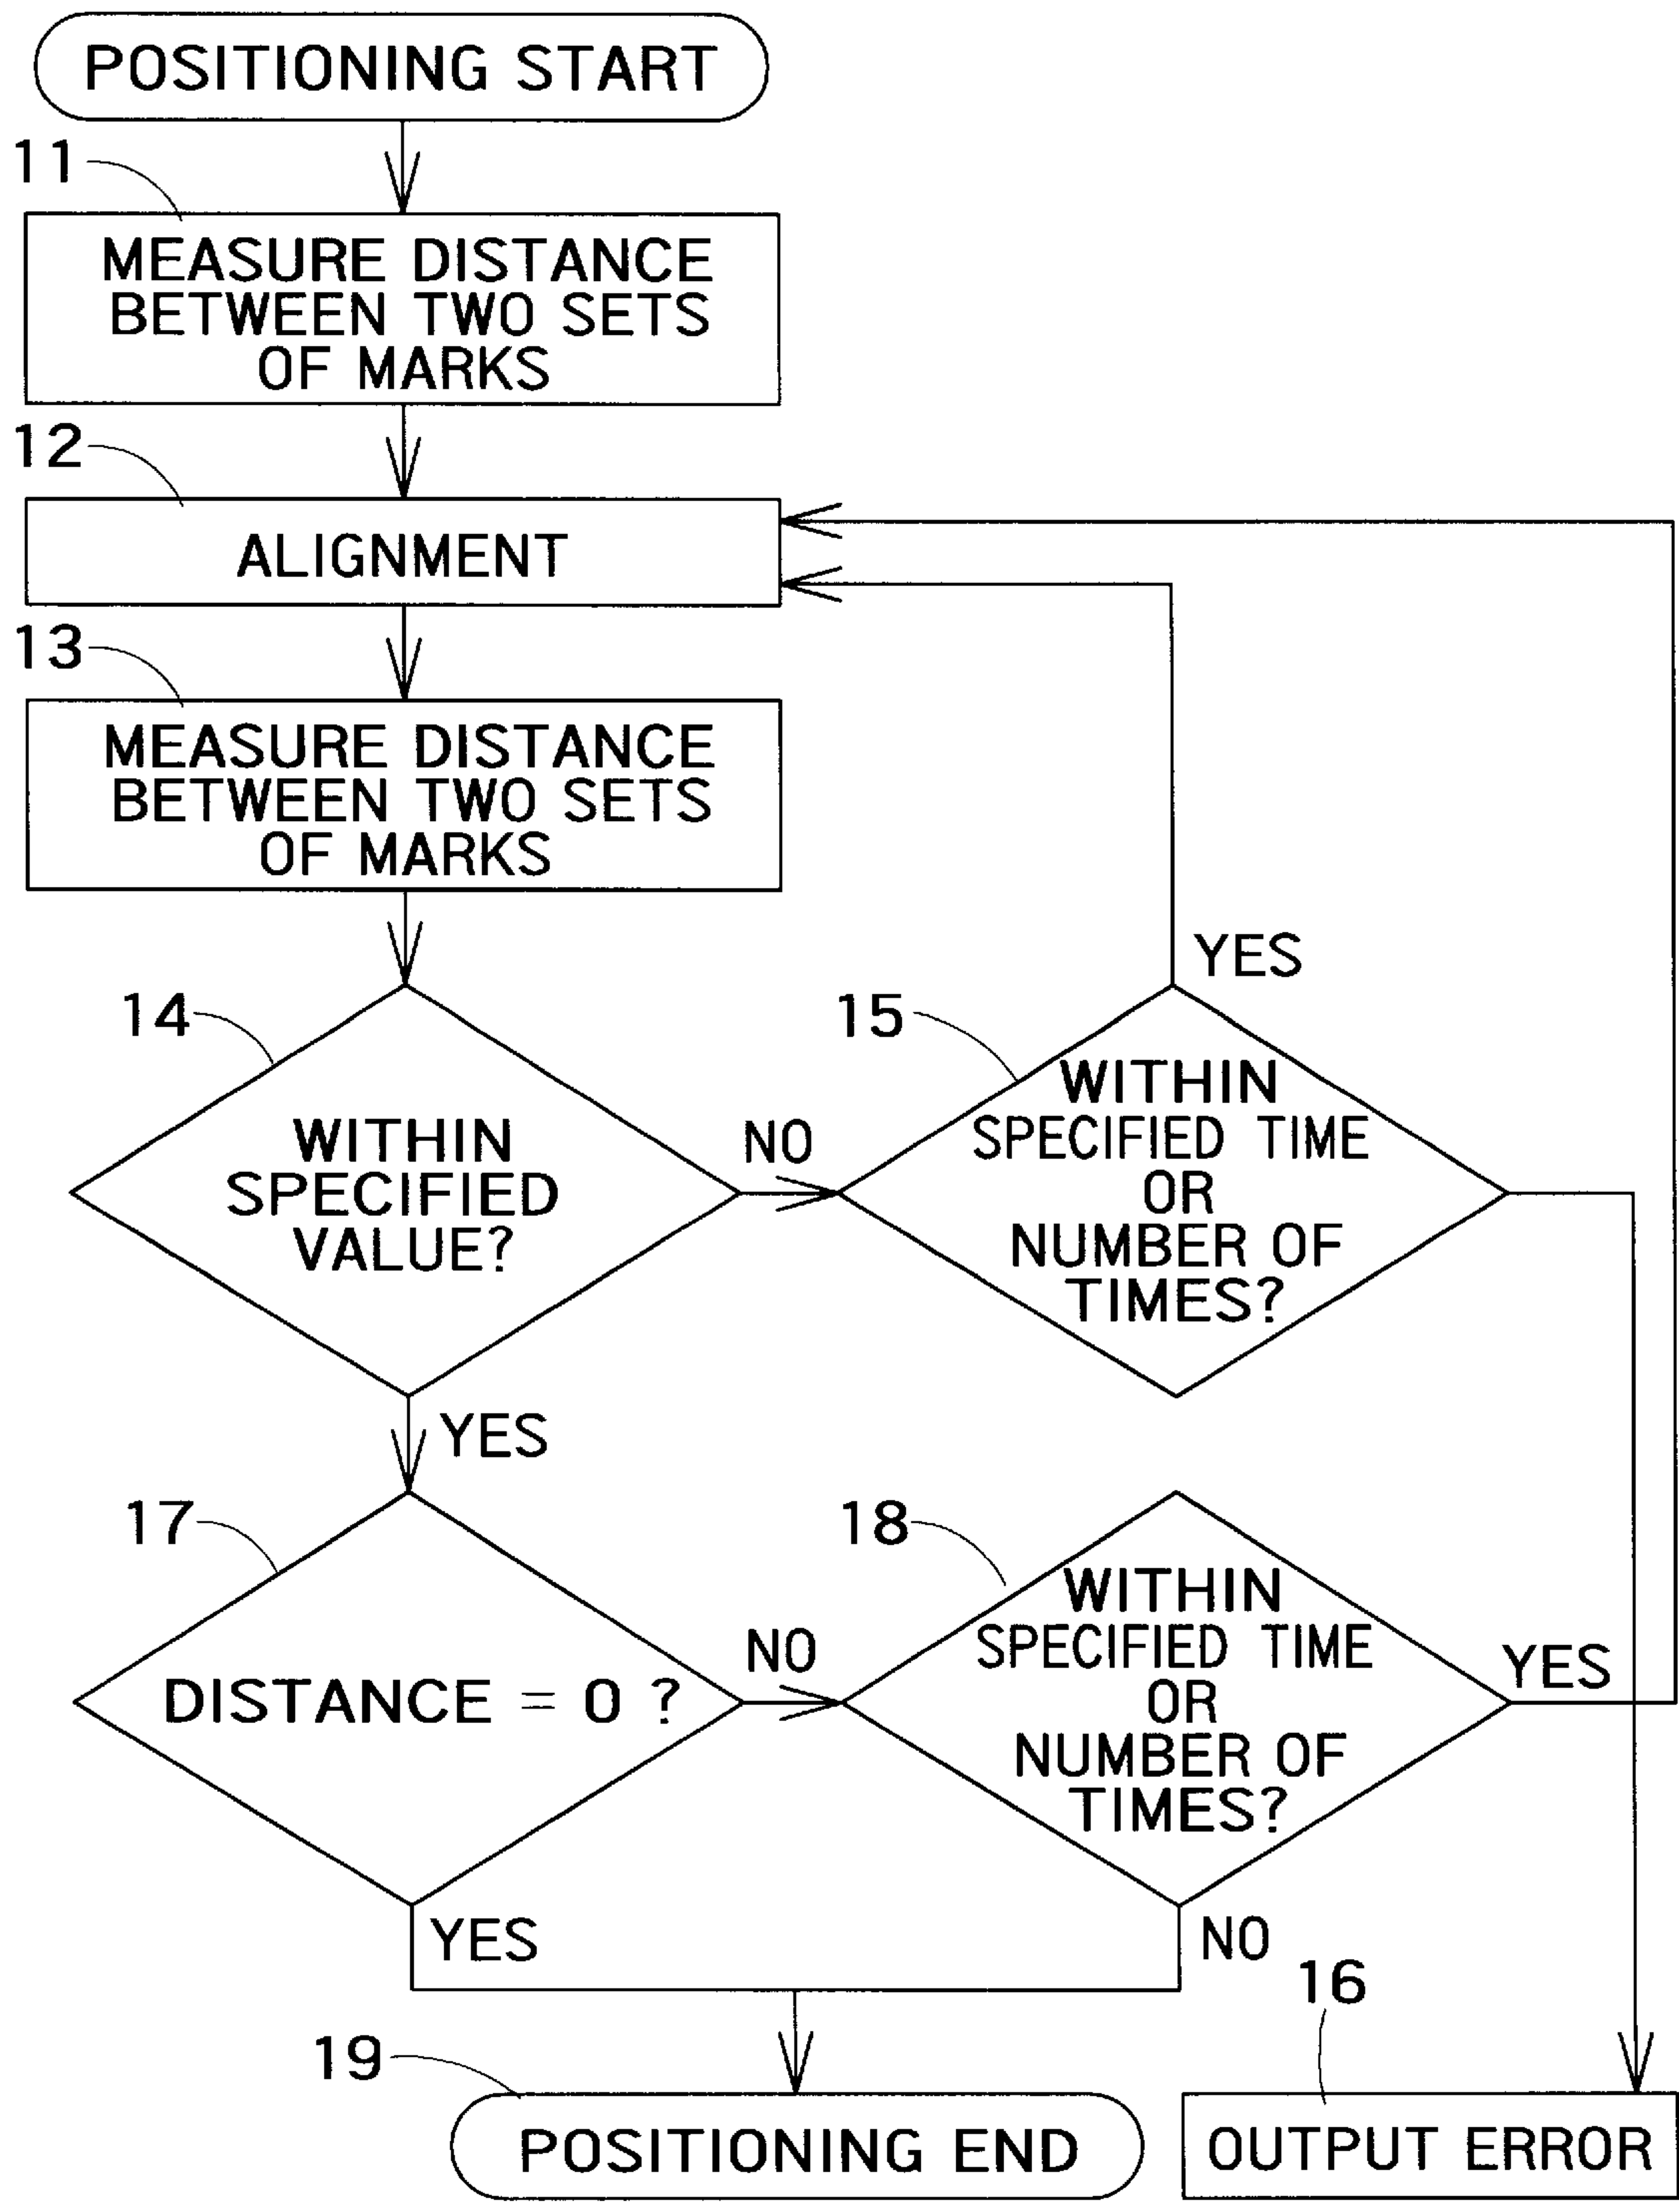 POSITIONING START
11
MEASURE DISTANCE
BETWEEN TWO SETS
OF MARKS
12
ALIGNMENT
13
MEASURE DISTANCE
BETWEEN TWO SETS
OF MARKS
14
WITHIN
SPECIFIED
VALUE?
NO
YES
15
WITHIN
SPECIFIED TIME
OR
NUMBER OF
TIMES?
YES
17
DISTANCE = 0 ?
NO
YES
18
WITHIN
SPECIFIED TIME
OR
NUMBER OF
TIMES?
YES
NO
16
OUTPUT ERROR
19
POSITIONING END